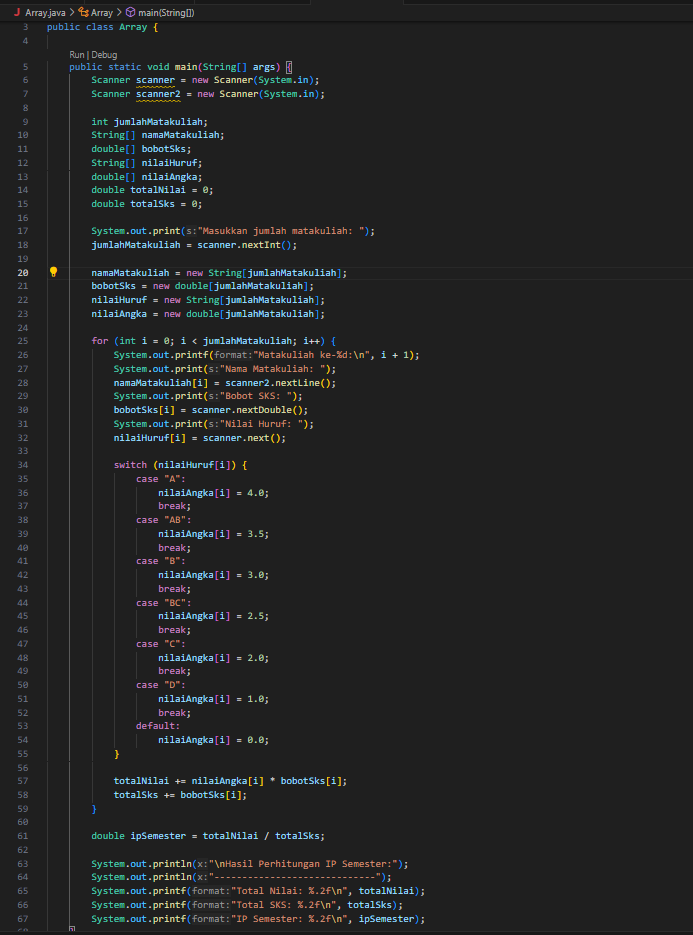 Array.java > Array > main(String[])
3 public class Array {
4
Run | Debug
5 public static void main(String[] args) {
6 Scanner scanner = new Scanner(System.in);
7 Scanner scanner2 = new Scanner(System.in);
8
9 int jumlahMatakuliah;
10 String[] namaMatakuliah;
11 double[] bobotSks;
12 String[] nilaiHuruf;
13 double[] nilaiAngka;
14 double totalNilai = 0;
15 double totalSks = 0;
16
17 System.out.print(s:"Masukkan jumlah matakuliah: ");
18 jumlahMatakuliah = scanner.nextInt();
19
20 namaMatakuliah = new String[jumlahMatakuliah];
21 bobotSks = new double[jumlahMatakuliah];
22 nilaiHuruf = new String[jumlahMatakuliah];
23 nilaiAngka = new double[jumlahMatakuliah];
24
25 for (int i = 0; i < jumlahMatakuliah; i++) {
26 System.out.printf(format:"Matakuliah ke-%d:\n", i + 1);
27 System.out.print(s:"Nama Matakuliah: ");
28 namaMatakuliah[i] = scanner2.nextLine();
29 System.out.print(s:"Bobot SKS: ");
30 bobotSks[i] = scanner.nextDouble();
31 System.out.print(s:"Nilai Huruf: ");
32 nilaiHuruf[i] = scanner.next();
33
34 switch (nilaiHuruf[i]) {
35 case "A":
36 nilaiAngka[i] = 4.0;
37 break;
38 case "AB":
39 nilaiAngka[i] = 3.5;
40 break;
41 case "B":
42 nilaiAngka[i] = 3.0;
43 break;
44 case "BC":
45 nilaiAngka[i] = 2.5;
46 break;
47 case "C":
48 nilaiAngka[i] = 2.0;
49 break;
50 case "D":
51 nilaiAngka[i] = 1.0;
52 break;
53 default:
54 nilaiAngka[i] = 0.0;
55 }
56
57 totalNilai += nilaiAngka[i] * bobotSks[i];
58 totalSks += bobotSks[i];
59 }
60
61 double ipSemester = totalNilai / totalSks;
62
63 System.out.println(x:"\nHasil Perhitungan IP Semester:");
64 System.out.println(x:"-----------------------------");
65 System.out.printf(format:"Total Nilai: %.2f\n", totalNilai);
66 System.out.printf(format:"Total SKS: %.2f\n", totalSks);
67 System.out.printf(format:"IP Semester: %.2f\n", ipSemester);
68 }